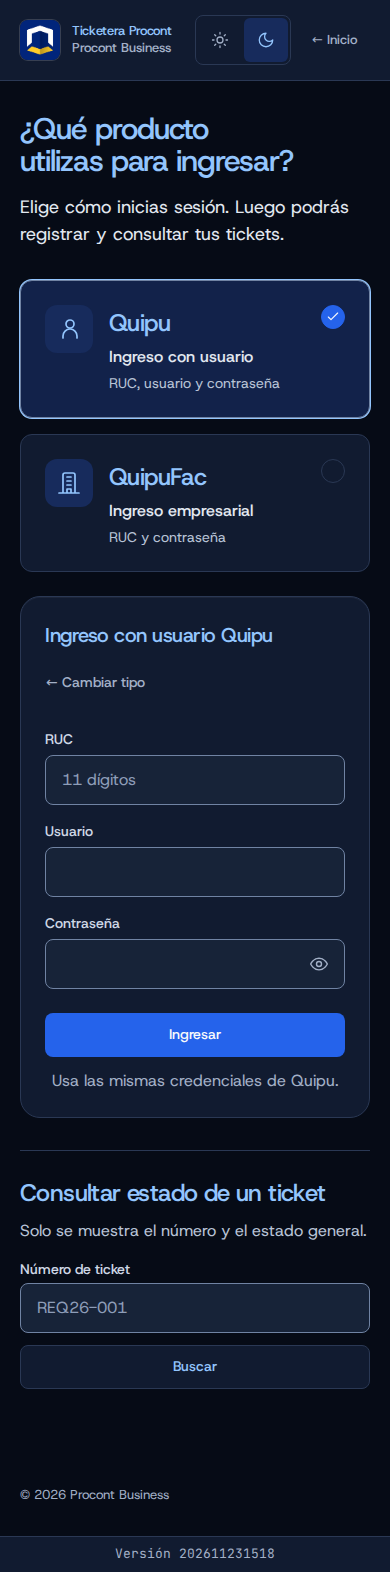 Ticketera Procont
Procont Business
← Inicio
¿Qué producto
utilizas para ingresar?
Elige cómo inicias sesión. Luego podrás
registrar y consultar tus tickets.
Quipu
Ingreso con usuario
RUC, usuario y contraseña
QuipuFac
Ingreso empresarial
RUC y contraseña
Ingreso con usuario Quipu
← Cambiar tipo
RUC
11 dígitos
Usuario
Contraseña
Ingresar
Usa las mismas credenciales de Quipu.
Consultar estado de un ticket
Solo se muestra el número y el estado general.
Número de ticket
REQ26-001
Buscar
© 2026 Procont Business
Versión 202611231518